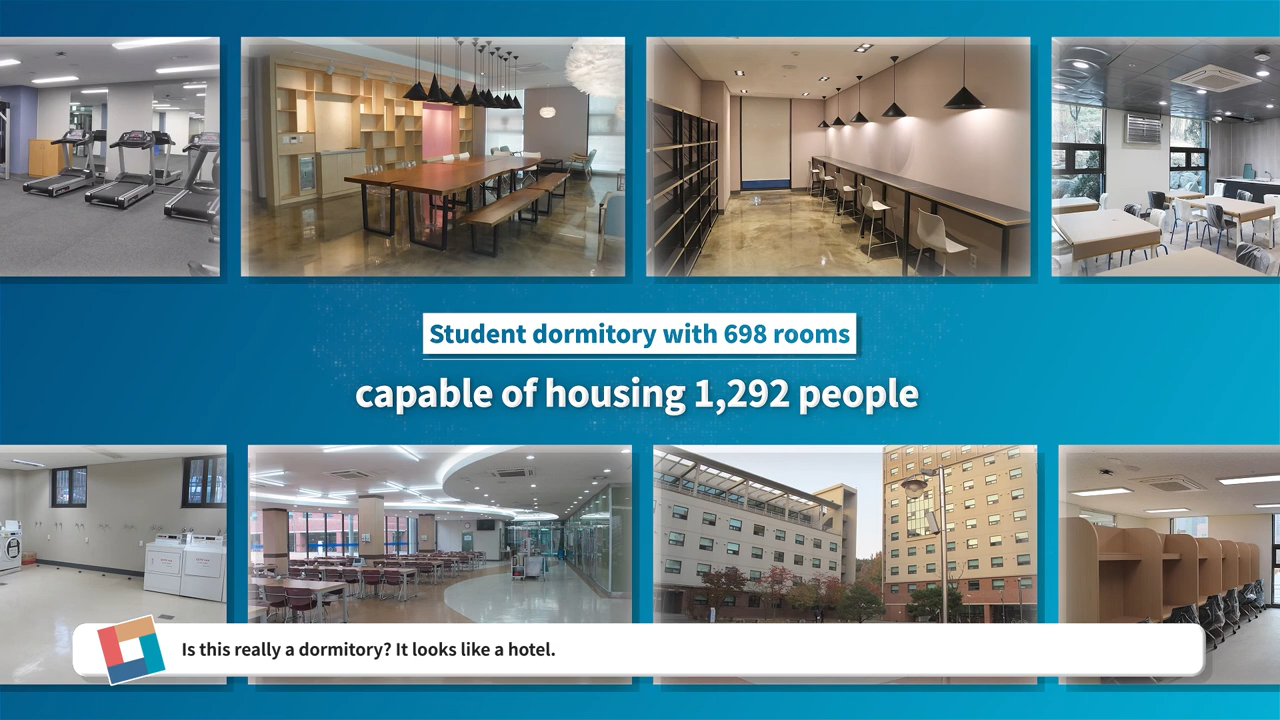 Student dormitory with 698 rooms
capable of housing 1,292 people
Is this really a dormitory? It looks like a hotel.